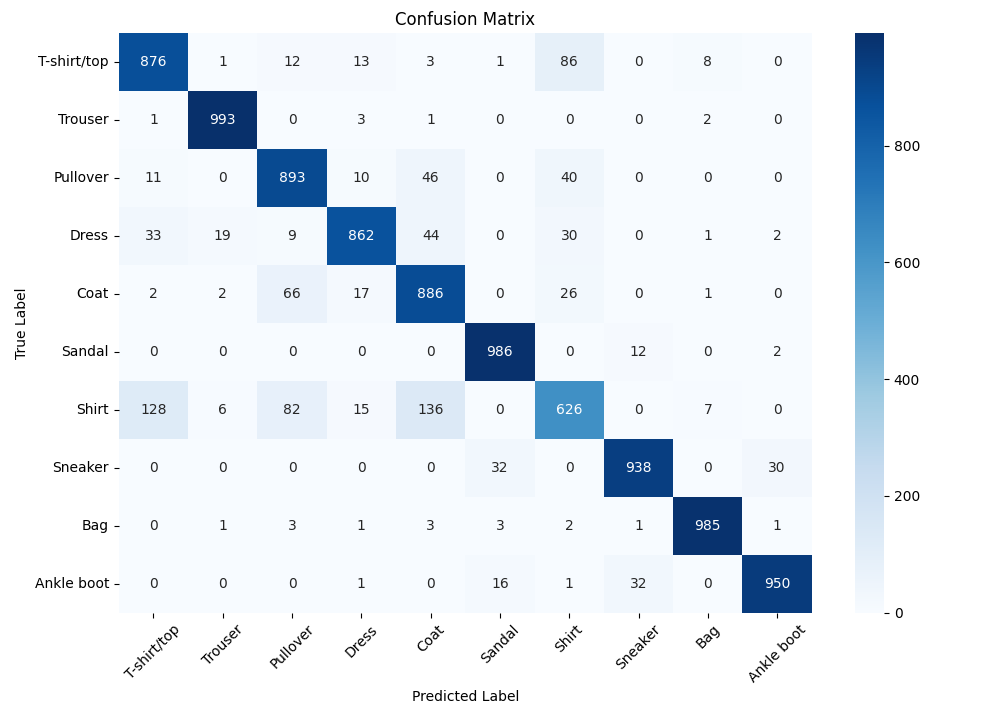 Confusion Matrix
T-shirt/top 876 1 12 13 3 1 86 0 8 0
Trouser 1 993 0 3 1 0 0 0 2 0
Pullover 11 0 893 10 46 0 40 0 0 0
Dress 33 19 9 862 44 0 30 0 1 2
Coat 2 2 66 17 886 0 26 0 1 0
Sandal 0 0 0 0 0 986 0 12 0 2
Shirt 128 6 82 15 136 0 626 0 7 0
Sneaker 0 0 0 0 0 32 0 938 0 30
Bag 0 1 3 1 3 3 2 1 985 1
Ankle boot 0 0 0 1 0 16 1 32 0 950
True Label
T-shirt/top Trouser Pullover Dress Coat Sandal Shirt Sneaker Bag Ankle boot
Predicted Label
800
600
400
200
0